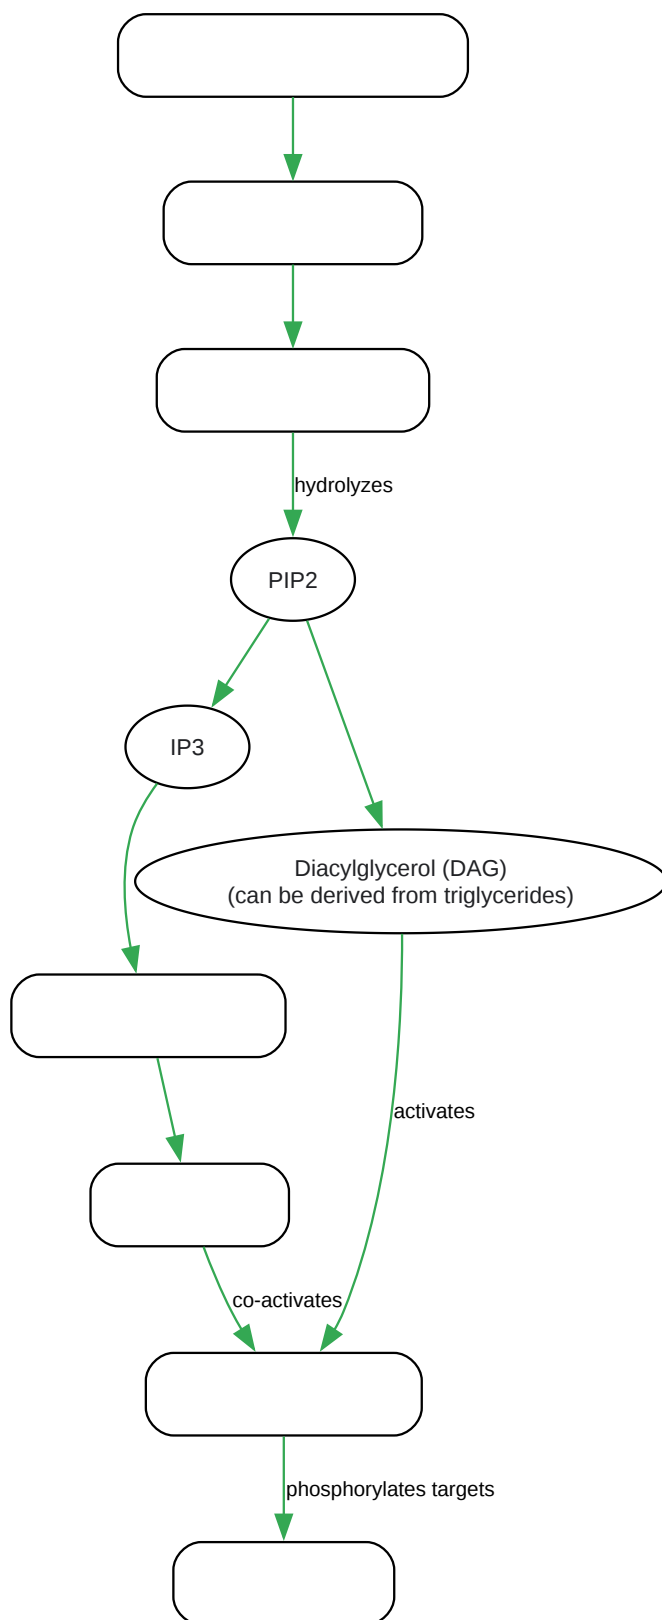 hydrolyzes
PIP2
IP3
Diacylglycerol (DAG)
(can be derived from triglycerides)
activates
co-activates
phosphorylates targets